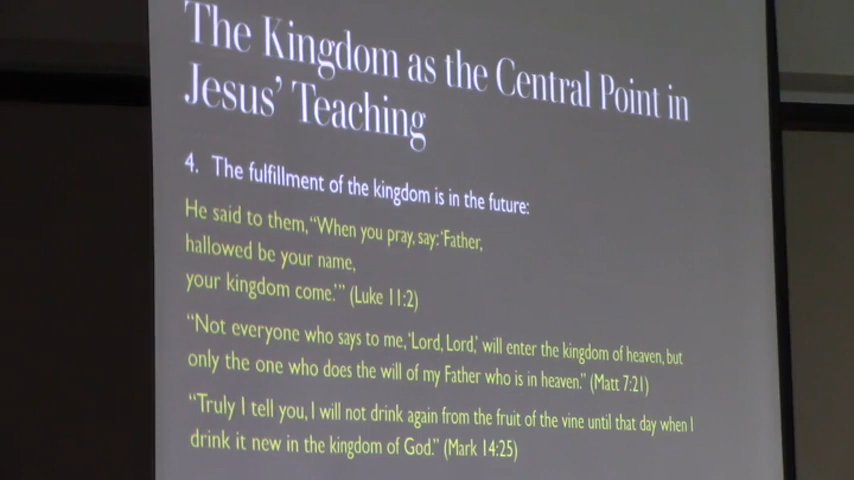 The Kingdom as the Central Point in
Jesus’ Teaching
4. The fulfillment of the kingdom is in the future:
He said to them, “When you pray, say: ‘Father,
hallowed be your name,
your kingdom come.’” (Luke 11:2)
“Not everyone who says to me, ‘Lord, Lord,’ will enter the kingdom of heaven, but
only the one who does the will of my Father who is in heaven.” (Matt 7:21)
“Truly I tell you, I will not drink again from the fruit of the vine until that day when I
drink it new in the kingdom of God.” (Mark 14:25)